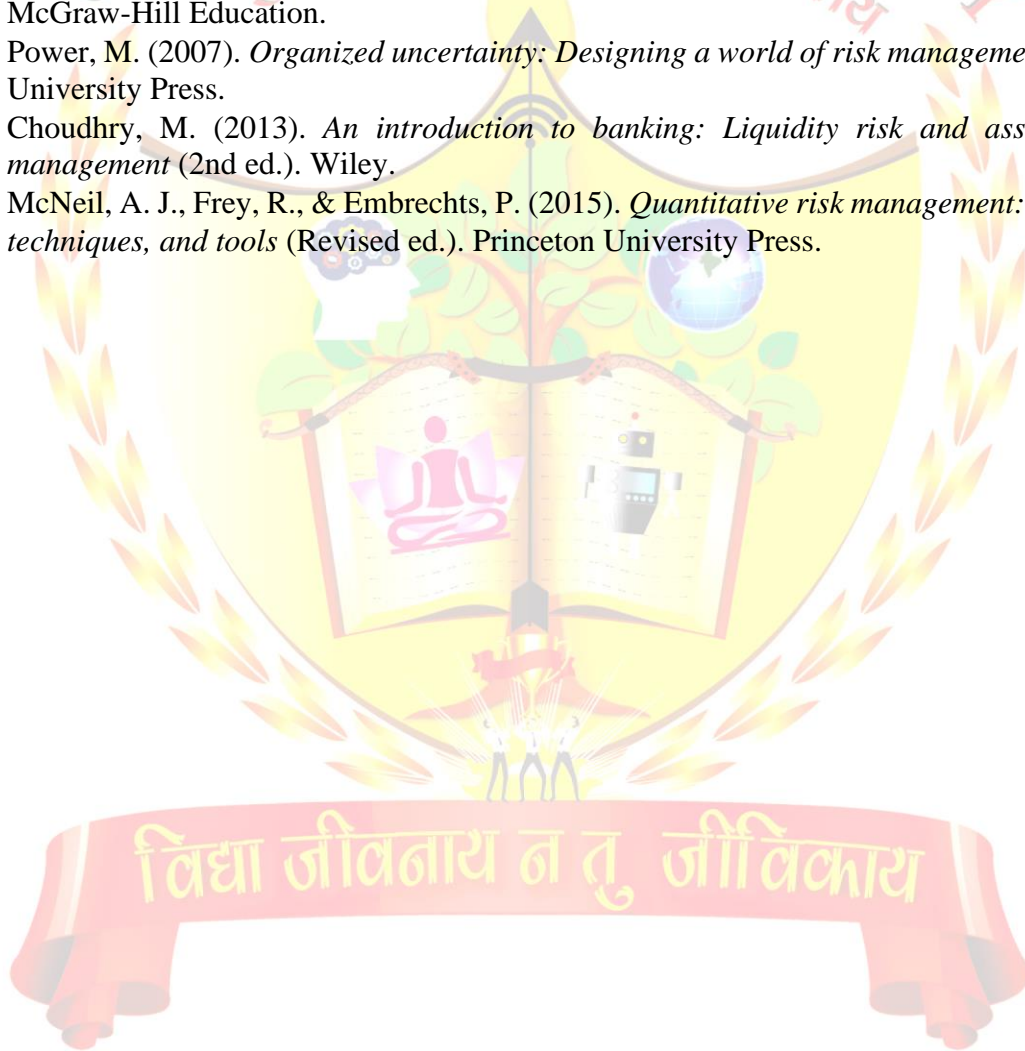 McGraw-Hill Education.
Power, M. (2007). Organized uncertainty: Designing a world of risk manageme
University Press.
Choudhry, M. (2013). An introduction to banking: Liquidity risk and ass
management (2nd ed.). Wiley.
McNeil, A. J., Frey, R., & Embrechts, P. (2015). Quantitative risk management:
techniques, and tools (Revised ed.). Princeton University Press.
विद्या जीवनाय न तु जीविकाय